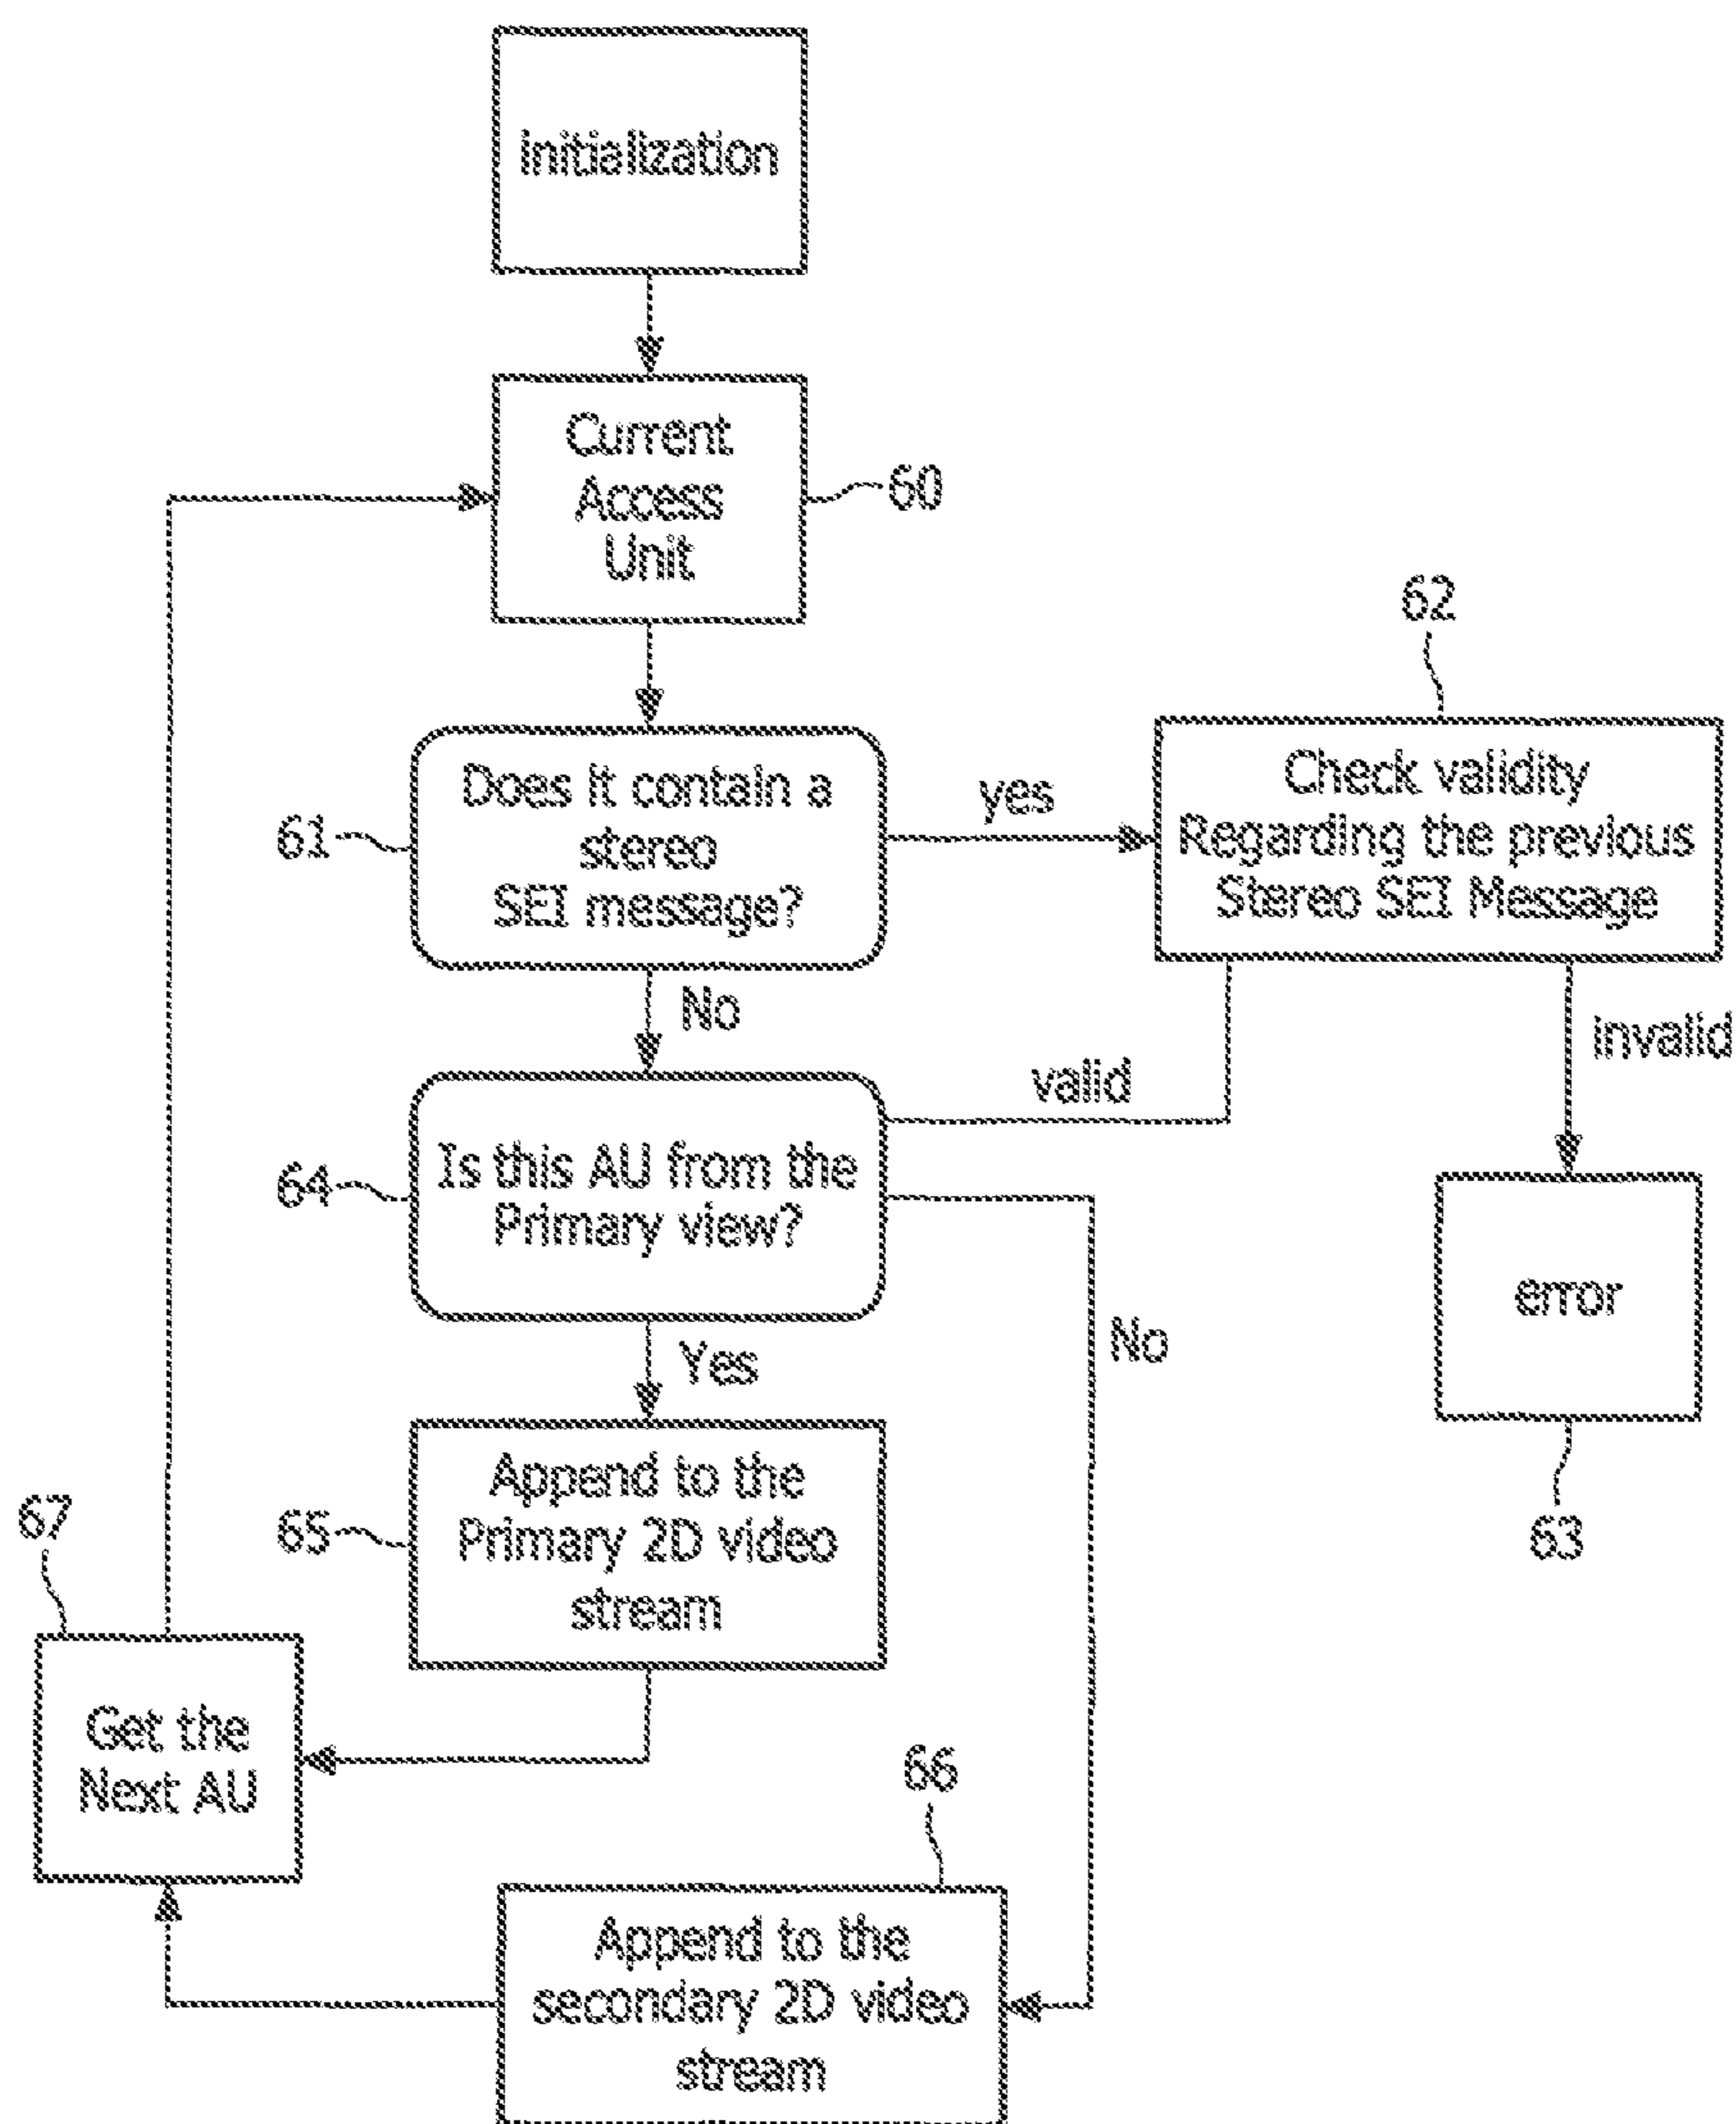 initialization
Current
Access
Unit
60
62
Does it contain a
stereo
SEI message?
61
yes
Check validity
Regarding the previous
Stereo SEI Message
No
valid
invalid
Is this AU from the
Primary view?
64
No
error
63
Yes
Append to the
Primary 2D video
stream
65
67
Get the
Next AU
66
Append to the
secondary 2D video
stream